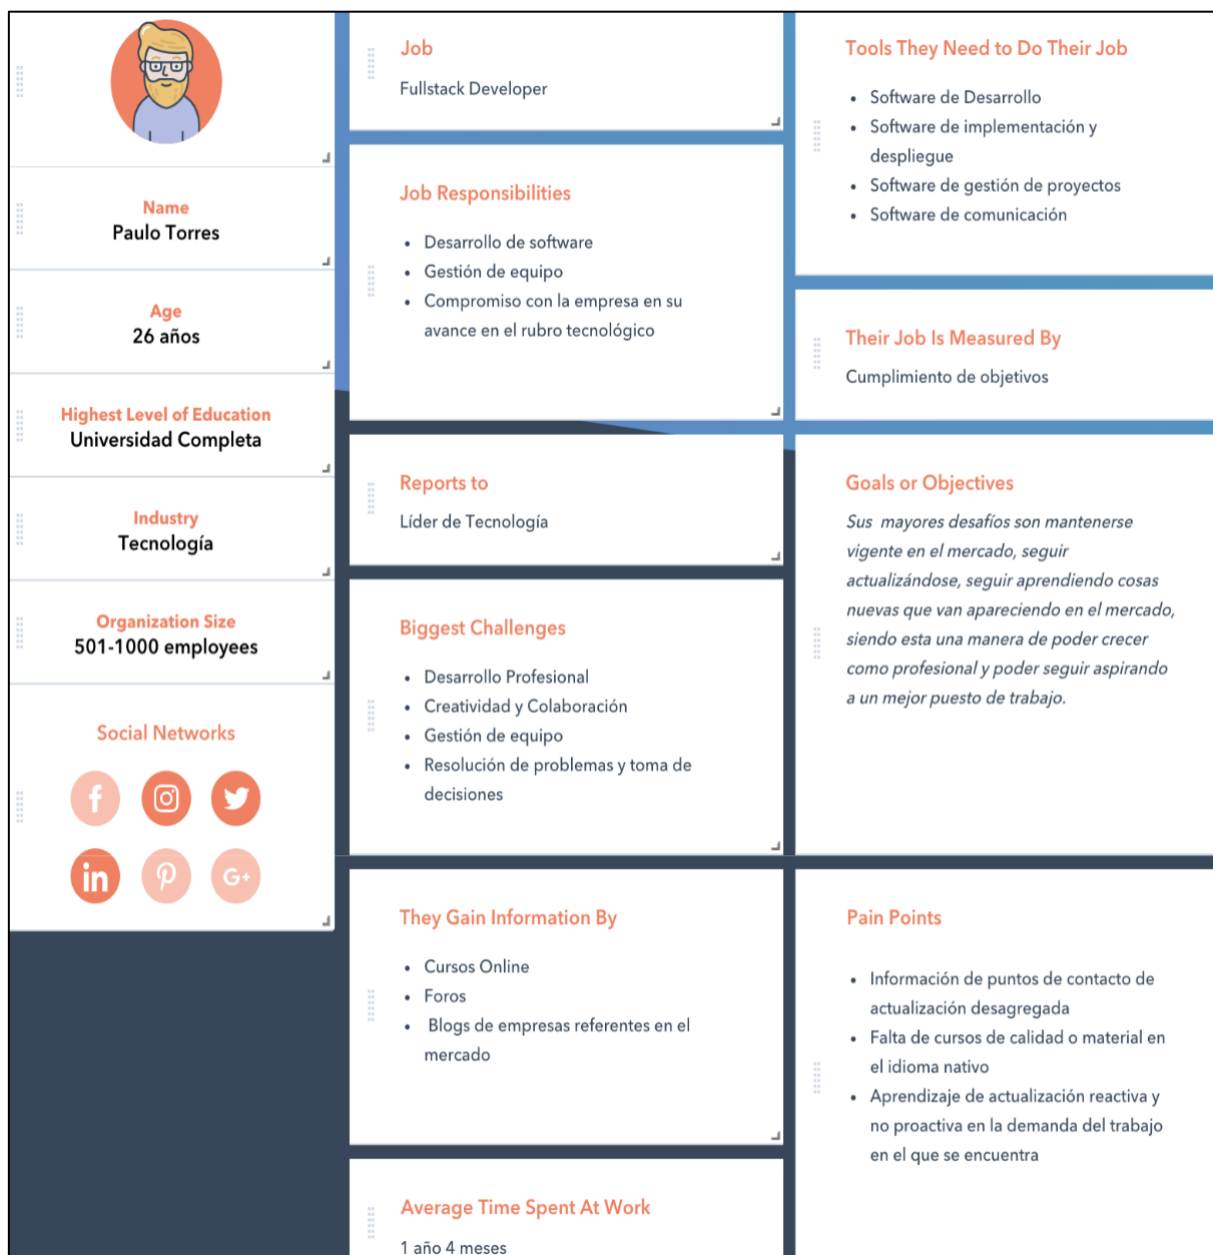 Name
Paulo Torres
Age
26 años
Highest Level of Education
Universidad Completa
Industry
Tecnología
Organization Size
501-1000 employees
Social Networks
f
in
G+
Job
Fullstack Developer
Job Responsibilities
• Desarrollo de software
• Gestión de equipo
• Compromiso con la empresa en su
avance en el rubro tecnológico
Reports to
Líder de Tecnología
Biggest Challenges
• Desarrollo Profesional
• Creatividad y Colaboración
• Gestión de equipo
• Resolución de problemas y toma de
decisiones
They Gain Information By
• Cursos Online
• Foros
• Blogs de empresas referentes en el
mercado
Average Time Spent At Work
1 año 4 meses
Tools They Need to Do Their Job
• Software de Desarrollo
• Software de implementación y
despliegue
• Software de gestión de proyectos
• Software de comunicación
Their Job Is Measured By
Cumplimiento de objetivos
Goals or Objectives
Sus mayores desafíos son mantenerse
vigente en el mercado, seguir
actualizándose, seguir aprendiendo cosas
nuevas que van apareciendo en el mercado,
siendo esta una manera de poder crecer
como profesional y poder seguir aspirando
a un mejor puesto de trabajo.
Pain Points
• Información de puntos de contacto de
actualización desagregada
• Falta de cursos de calidad o material en
el idioma nativo
• Aprendizaje de actualización reactiva y
no proactiva en la demanda del trabajo
en el que se encuentra